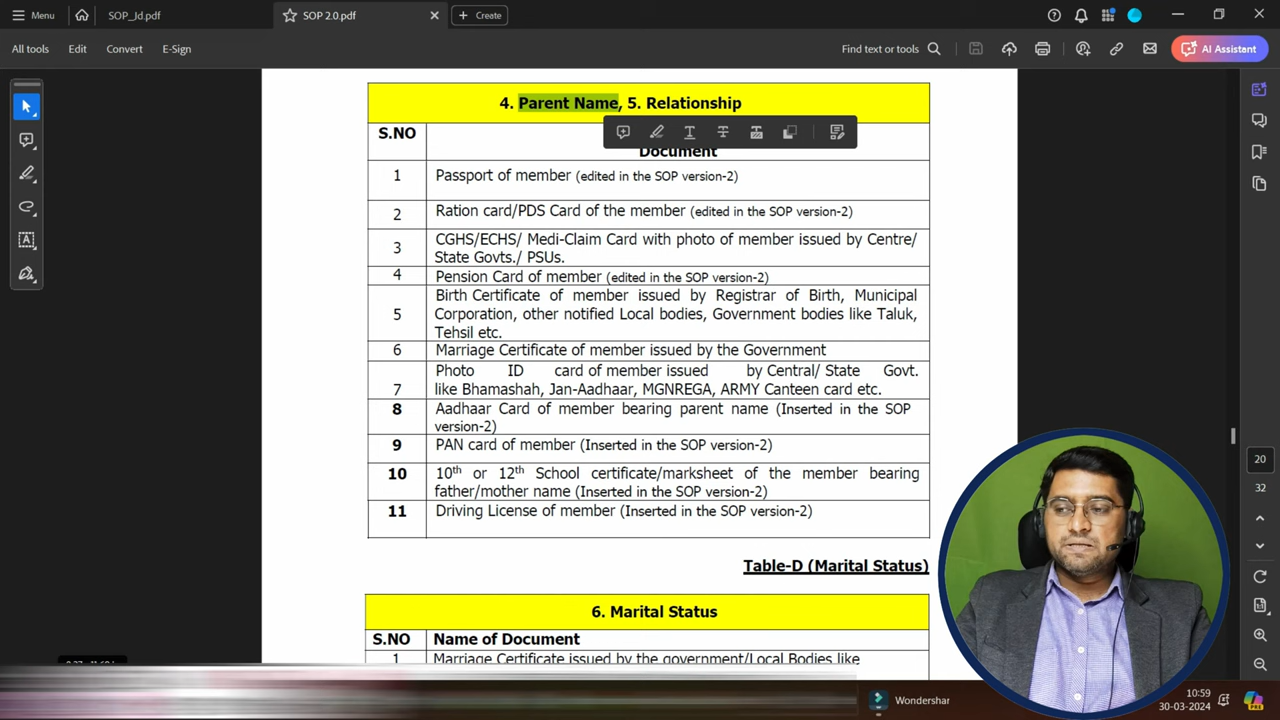 Menu
SOP_Jd.pdf
SOP 2.0.pdf
Create
All tools
Edit
Convert
E-Sign
Find text or tools
AI Assistant
4. Parent Name, 5. Relationship
S.NO
Document
1 Passport of member (edited in the SOP version-2)
2 Ration card/PDS Card of the member (edited in the SOP version-2)
3 CGHS/ECHS/ Medi-Claim Card with photo of member issued by Centre/
State Govts./ PSUs.
4 Pension Card of member (edited in the SOP version-2)
Birth Certificate of member issued by Registrar of Birth, Municipal
5 Corporation, other notified Local bodies, Government bodies like Taluk,
Tehsil etc.
6 Marriage Certificate of member issued by the Government
Photo ID card of member issued by Central/ State Govt.
7 like Bhamashah, Jan-Aadhaar, MGNREGA, ARMY Canteen card etc.
8 Aadhaar Card of member bearing parent name (Inserted in the SOP
version-2)
9 PAN card of member (Inserted in the SOP version-2)
10 10th or 12th School certificate/marksheet of the member bearing
father/mother name (Inserted in the SOP version-2)
11 Driving License of member (Inserted in the SOP version-2)
Table-D (Marital Status)
6. Marital Status
S.NO Name of Document
1 Marriage Certificate issued by the government/Local Bodies like
20
32
Wondershar
10:59
30-03-2024